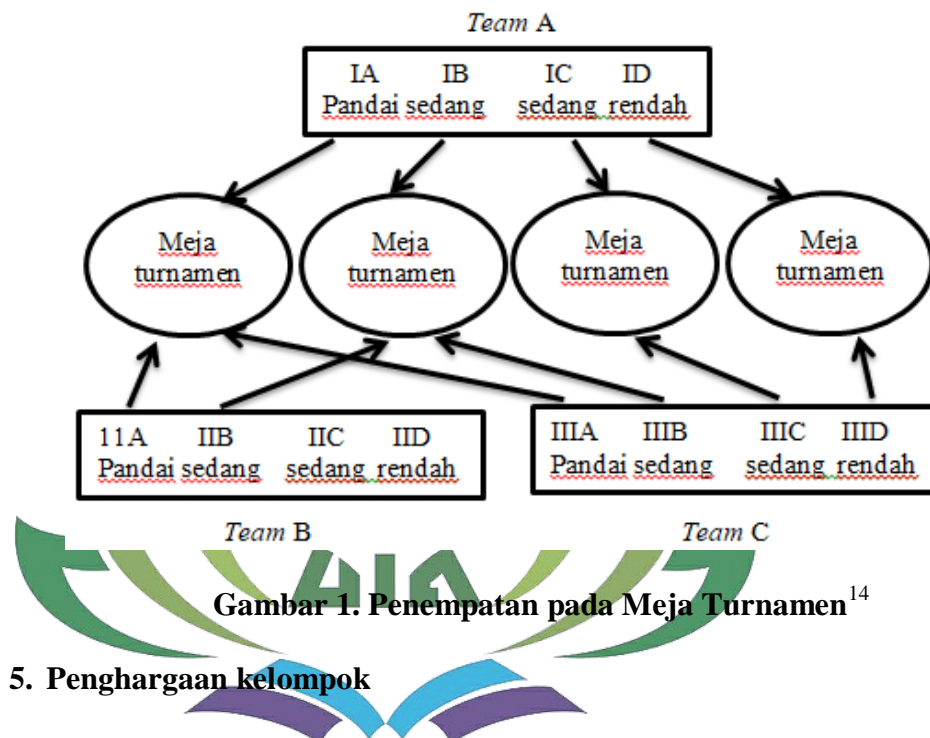 Team A
IA IB IC ID
Pandai sedang sedang rendah
Meja turnamen
Meja turnamen
Meja turnamen
Meja turnamen
11A IIB IIC IID
Pandai sedang sedang rendah
IIIA IIIB IIIC IIID
Pandai sedang sedang rendah
Team B
Team C
Gambar 1. Penempatan pada Meja Turnamen14
5. Penghargaan kelompok